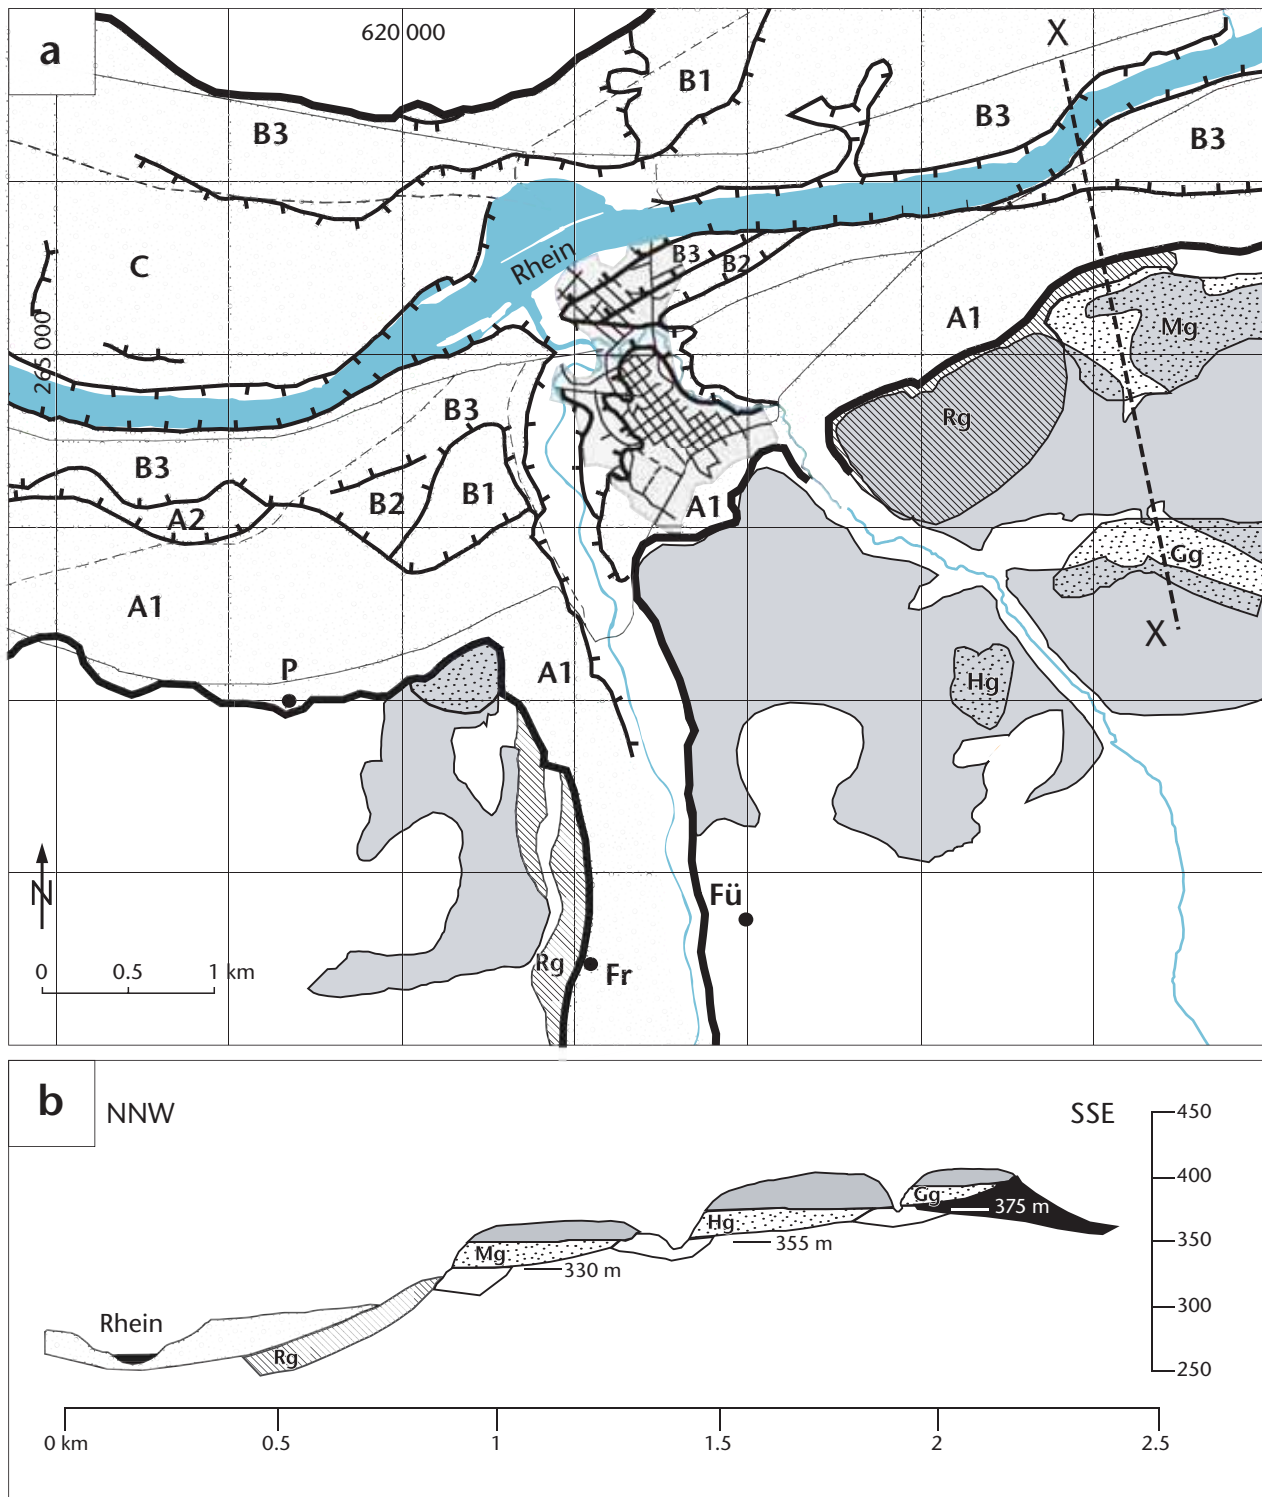 a
620 000
X
B1
B3
B3
B3
C
Rhein
B3
B2
A1
Mg
265 000
Rg
B3
B3
B2
B1
A2
A1
Gg
A1
X
P
A1
Hg
N
Fü
Rg
Fr
0 0.5 1 km
b
NNW
SSE
450
400
Gg
375 m
Hg
350
Mg
355 m
330 m
Rhein
300
Rg
250
0 km 0.5 1 1.5 2 2.5